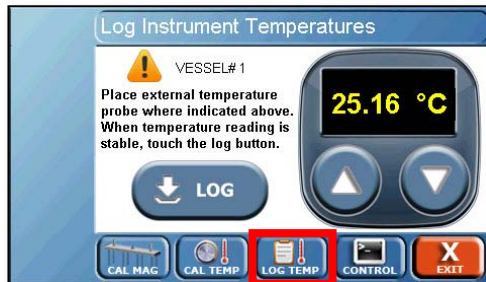 Log Instrument Temperatures
VESSEL# 1
Place external temperature
probe where indicated above.
When temperature reading is
stable, touch the log button.
25.16 °C
LOG
CAL MAG
CAL TEMP
LOG TEMP
CONTROL
X
EXIT